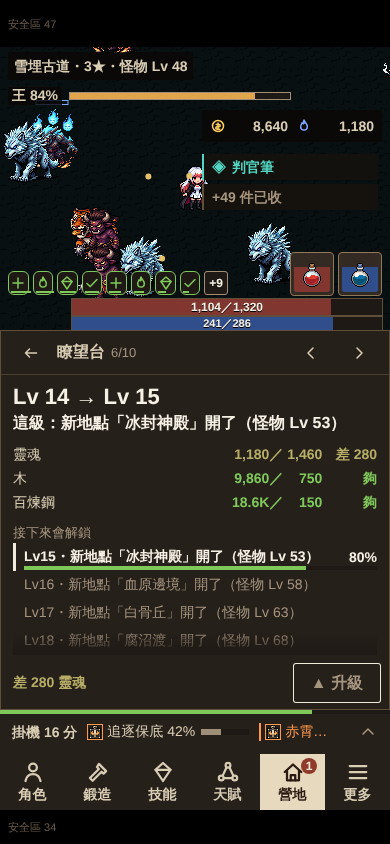 安全區 47
雪埋古道・3★・怪物 Lv 48
王 84%
8,640 1,180
判官筆
+49 件已收
+9
1,104／1,320
241／286
瞭望台 6/10
Lv 14 → Lv 15
這級：新地點「冰封神殿」開了（怪物 Lv 53）
靈魂 1,180／ 1,460 差 280
木 9,860／ 750 夠
百煉鋼 18.6K／ 150 夠
接下來會解鎖
Lv15・新地點「冰封神殿」開了（怪物 Lv 53） 80%
Lv16・新地點「血原邊境」開了（怪物 Lv 58）
Lv17・新地點「白骨丘」開了（怪物 Lv 63）
Lv18・新地點「腐沼渡」開了（怪物 Lv 68）
差 280 靈魂
▲ 升級
掛機 16 分 追逐保底 42% 赤霄…
角色 鍛造 技能 天賦 營地 1 更多
安全區 34